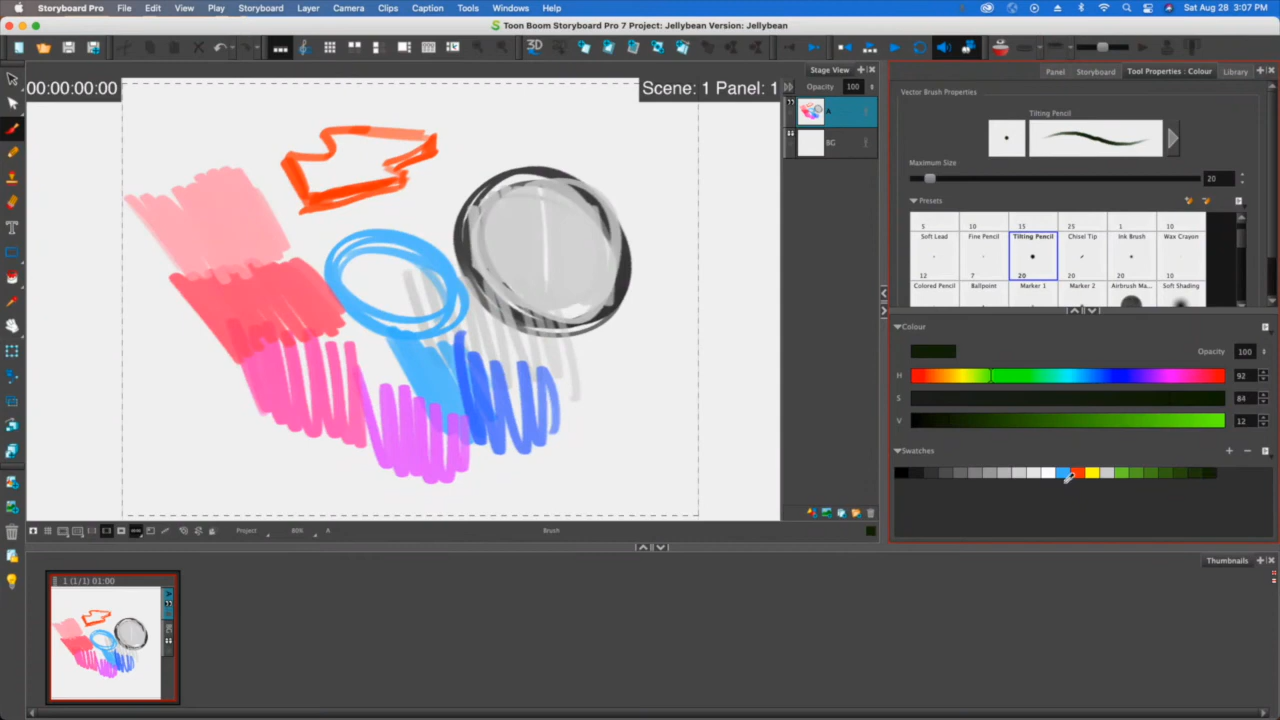 Storyboard Pro File Edit View Play Storyboard Layer Camera Clips Caption Tools Windows Help Sat Aug 28 3:07 PM
Toon Boom Storyboard Pro 7 Project: Jellybean Version: Jellybean
3D
Panel Storyboard Tool Properties : Colour Library
Stage View
00:00:00:00 Scene: 1 Panel: 1
Opacity 100
A
BG
Vector Brush Properties
Tilting Pencil
Maximum Size
20
Presets
5 10 15 25 1 10
Soft Lead Fine Pencil Tilting Pencil Chisel Tip Ink Brush Wax Crayon
12 7 20 20 20 10
Colored Pencil Ballpoint Marker 1 Marker 2 Airbrush Ma... Soft Shading
Colour
Opacity 100
H 92
S 84
V 12
Swatches
Project 80% A Brush
Thumbnails
1 (1/1) 01:00